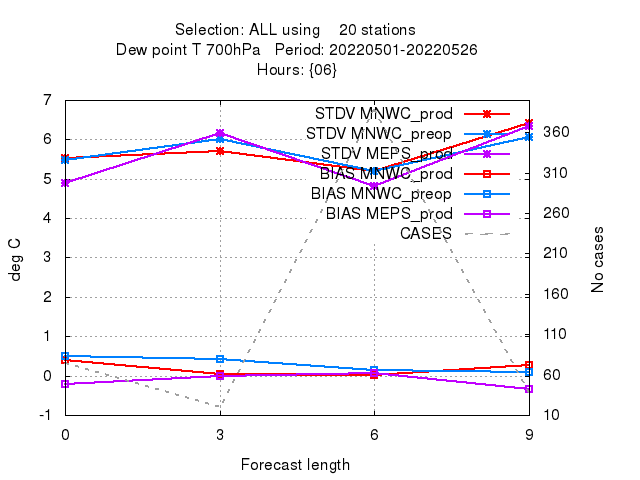 Selection: ALL using 20 stations
Dew point T 700hPa Period: 20220501-20220526
Hours: {06}
7
6
5
4
3
2
1
0
-1
deg C
STDV MNWC_prod
STDV MNWC_preop
STDV MEPS_prod
BIAS MNWC_prod
BIAS MNWC_preop
BIAS MEPS_prod
CASES
360
310
260
210
160
110
60
10
No cases
0 3 6 9
Forecast length